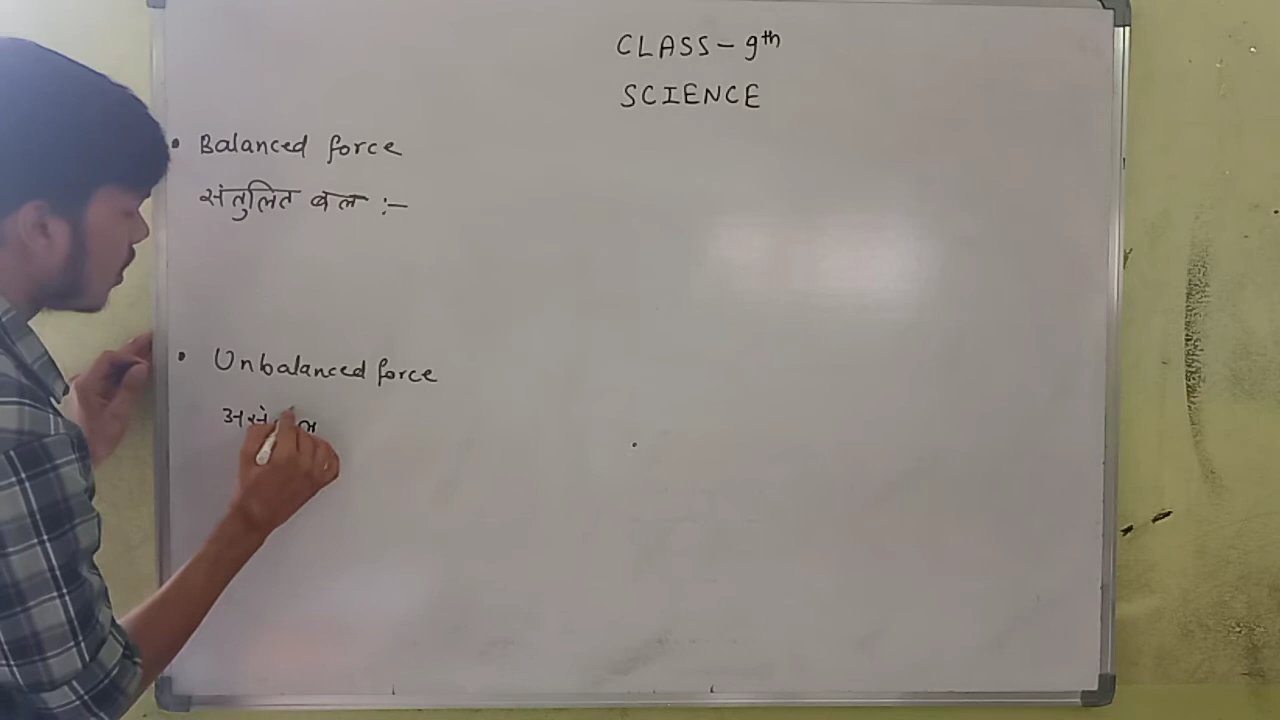 CLASS - 9th
SCIENCE
• Balanced force
संतुलित बल :-
• Unbalanced force